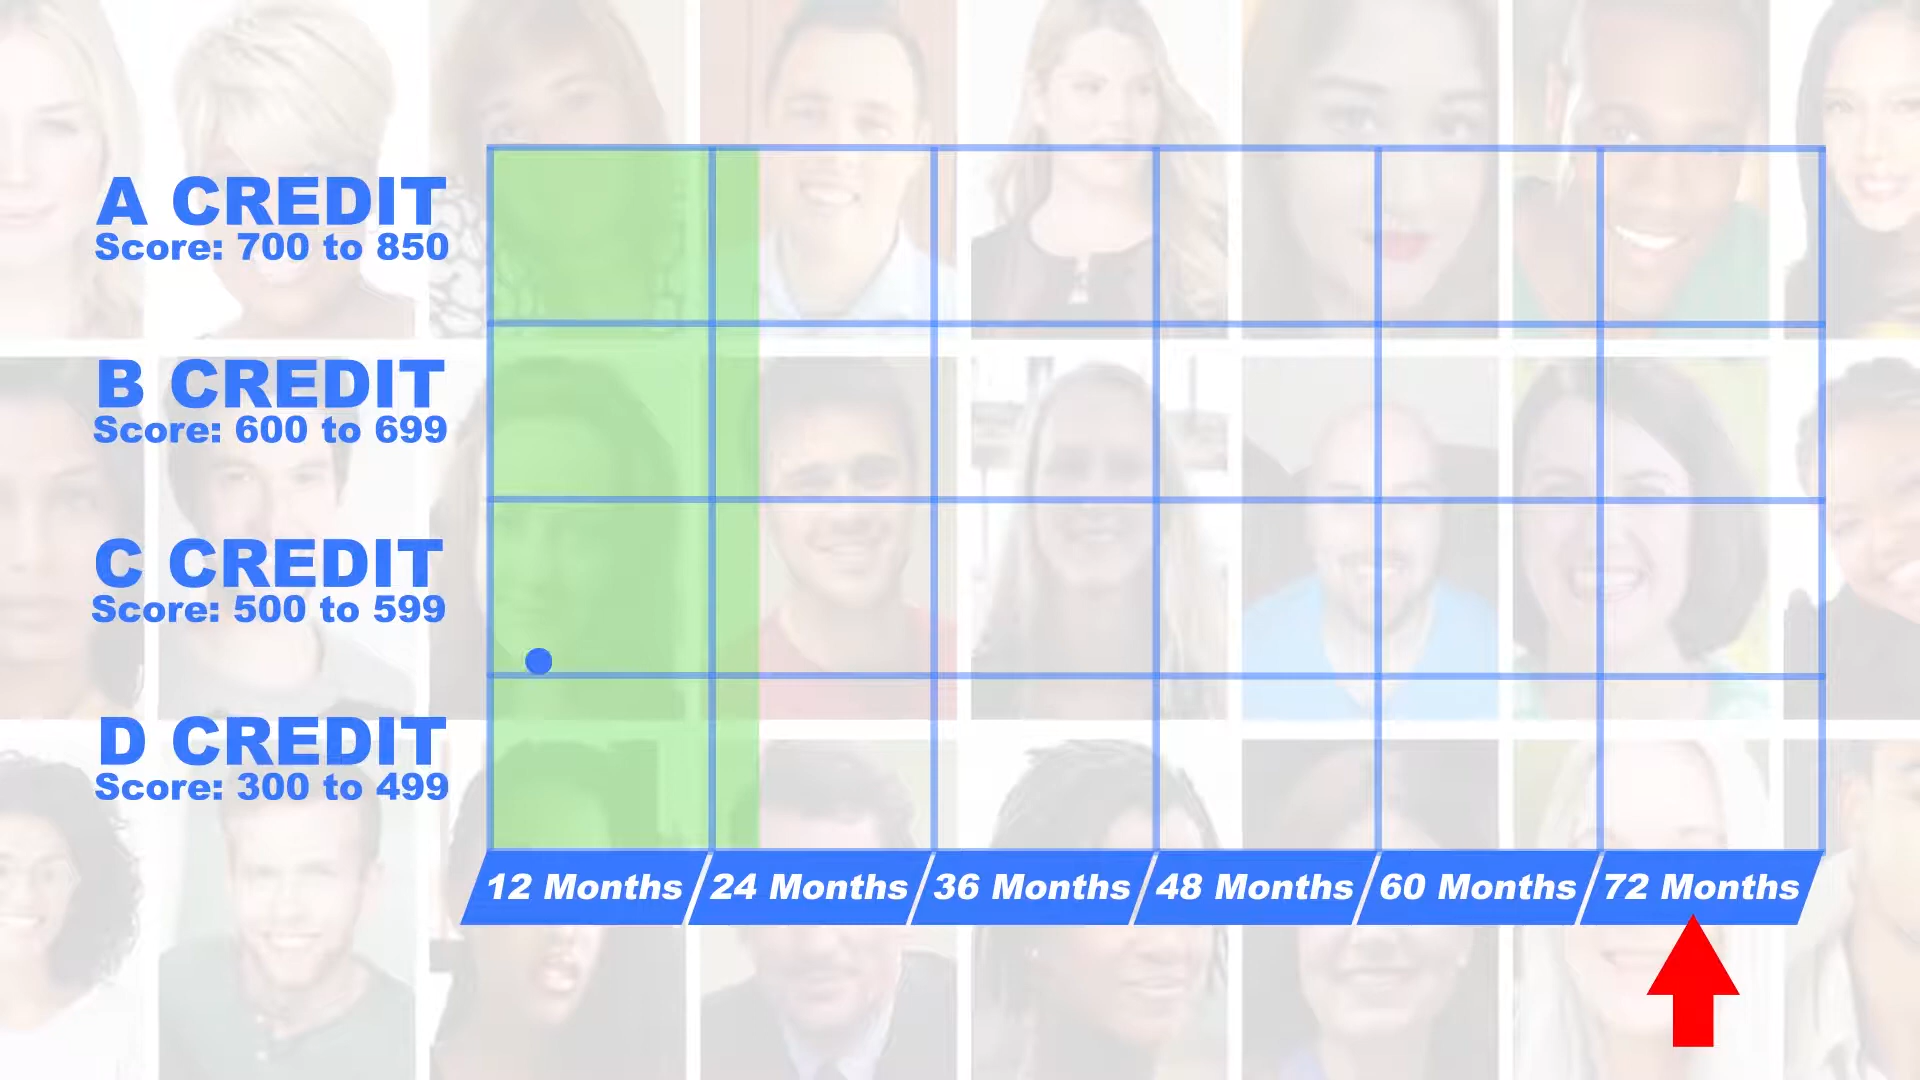 A CREDIT
Score: 700 to 850
B CREDIT
Score: 600 to 699
C CREDIT
Score: 500 to 599
D CREDIT
Score: 300 to 499
12 Months 24 Months 36 Months 48 Months 60 Months 72 Months